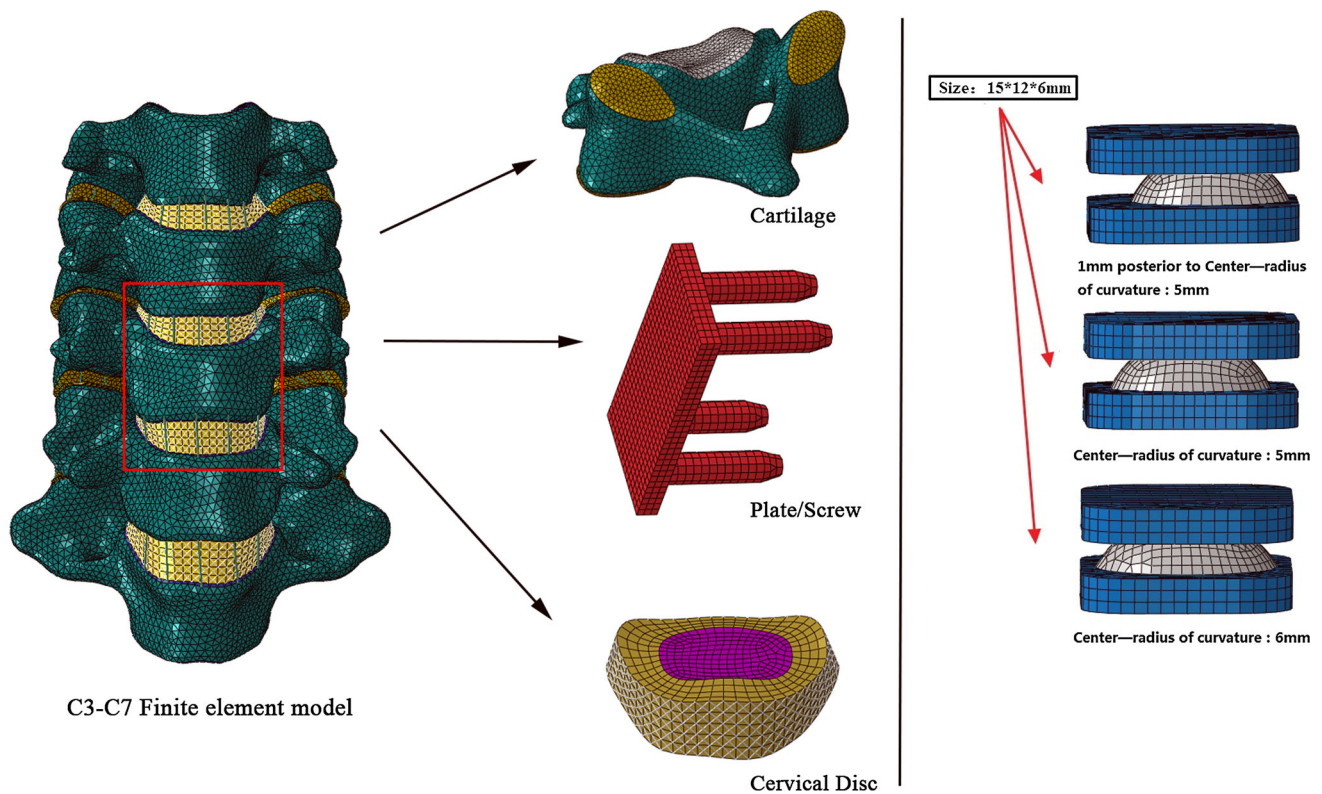 Cartilage
Plate/Screw
Cervical Disc
C3-C7 Finite element model
Size： 15*12*6mm
1mm posterior to Center—radius
of curvature : 5mm
Center—radius of curvature : 5mm
Center—radius of curvature : 6mm